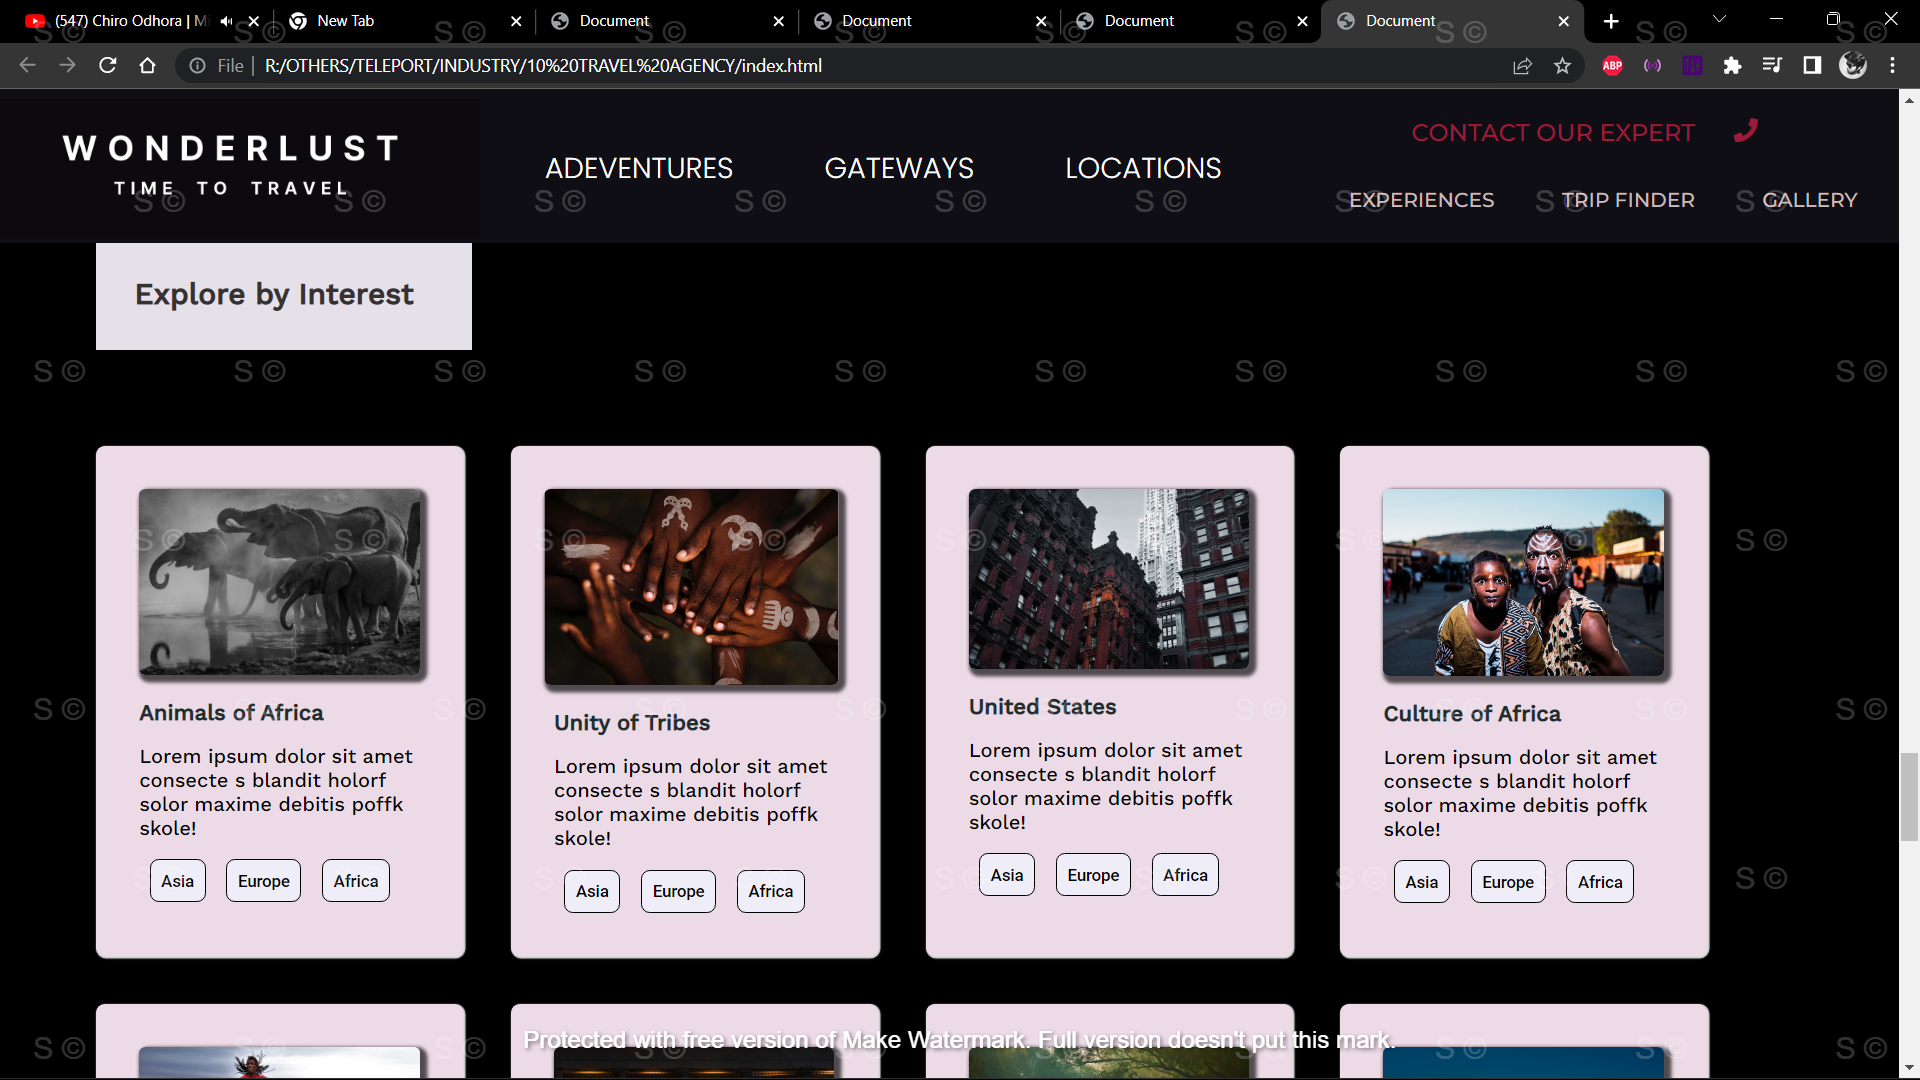 (547) Chiro Odhora | M
New Tab
Document
Document
Document
Document
File
R:/OTHERS/TELEPORT/INDUSTRY/10%20TRAVEL%20AGENCY/index.html
ABP
WONDERLUST
TIME TO TRAVEL
ADEVENTURES
GATEWAYS
LOCATIONS
CONTACT OUR EXPERT
EXPERIENCES
TRIP FINDER
GALLERY
Explore by Interest
Animals of Africa
Lorem ipsum dolor sit amet
consecte s blandit holorf
solor maxime debitis poffk
skole!
Asia
Europe
Africa
Unity of Tribes
Lorem ipsum dolor sit amet
consecte s blandit holorf
solor maxime debitis poffk
skole!
Asia
Europe
Africa
United States
Lorem ipsum dolor sit amet
consecte s blandit holorf
solor maxime debitis poffk
skole!
Asia
Europe
Africa
Culture of Africa
Lorem ipsum dolor sit amet
consecte s blandit holorf
solor maxime debitis poffk
skole!
Asia
Europe
Africa
Protected with free version of Make Watermark. Full version doesn't put this mark.
S ©